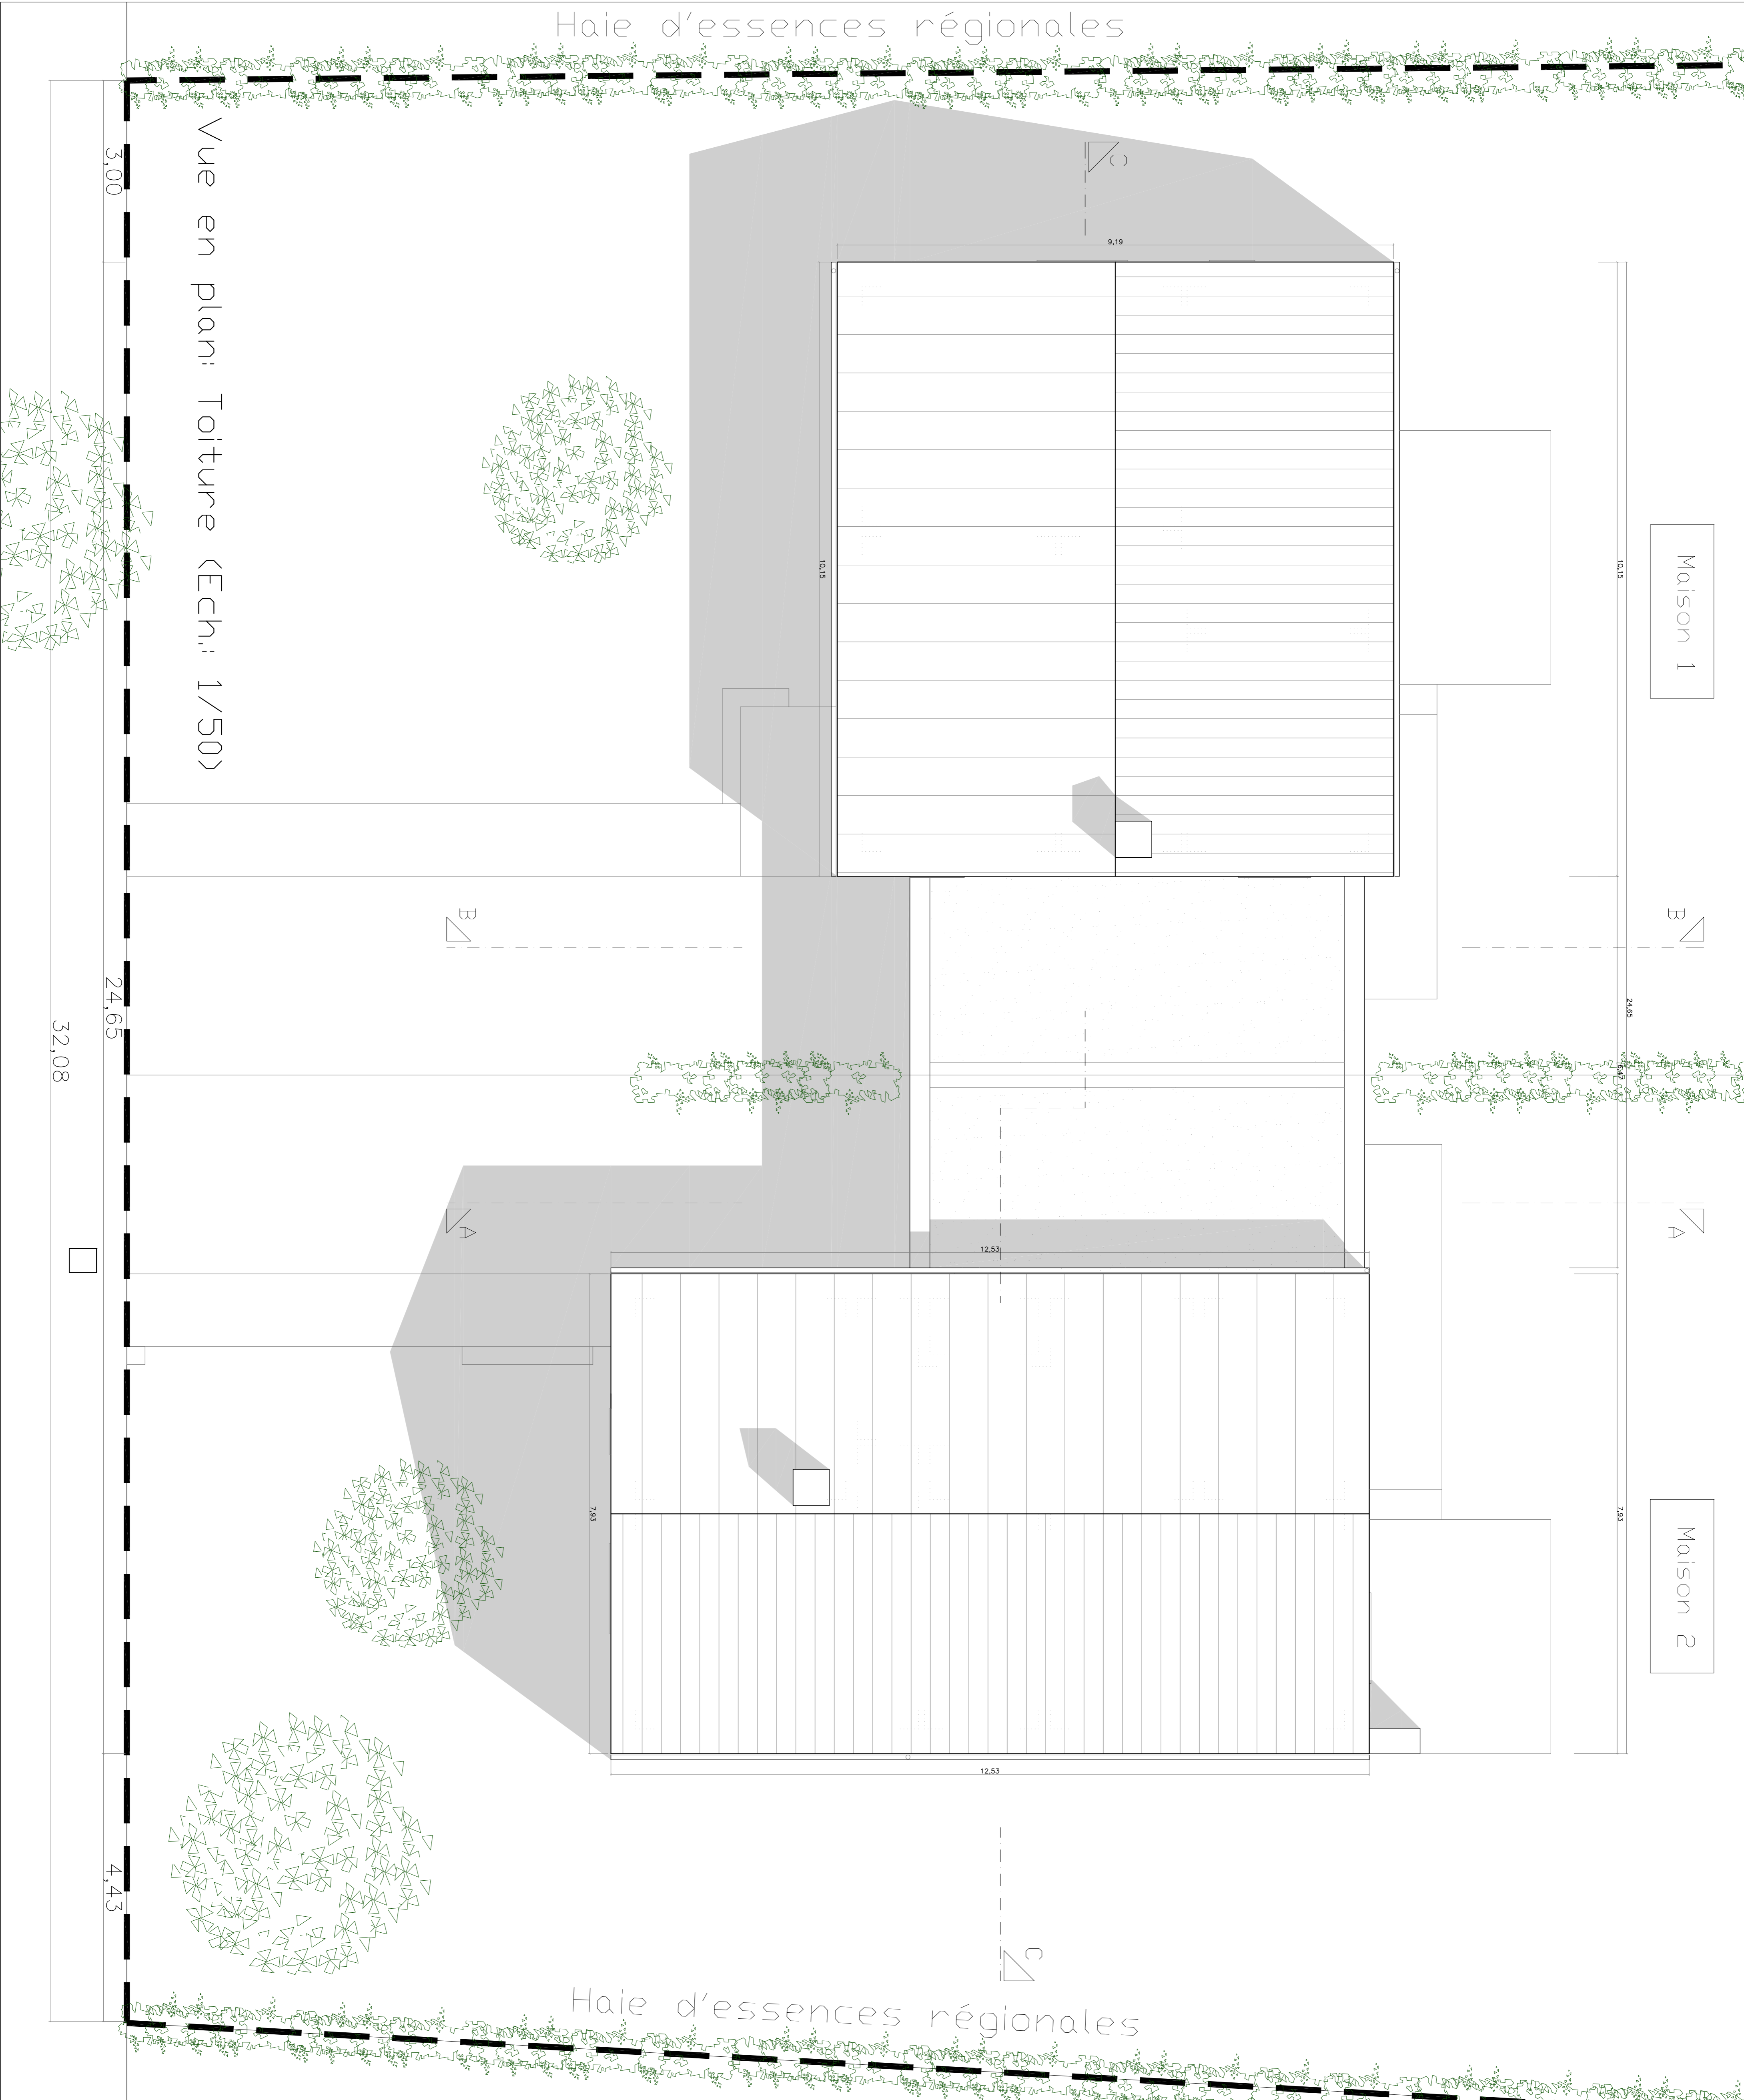 Haie d'essences régionales
Vue en plan: Toiture (Ech.: 1/50)
3,00
24,65
32,08
4,43
C
9,19
10,15
10,15
Maison 1
B
B
24,65
A
A
12,53
7,93
7,93
Maison 2
12,53
C
Haie d'essences régionales